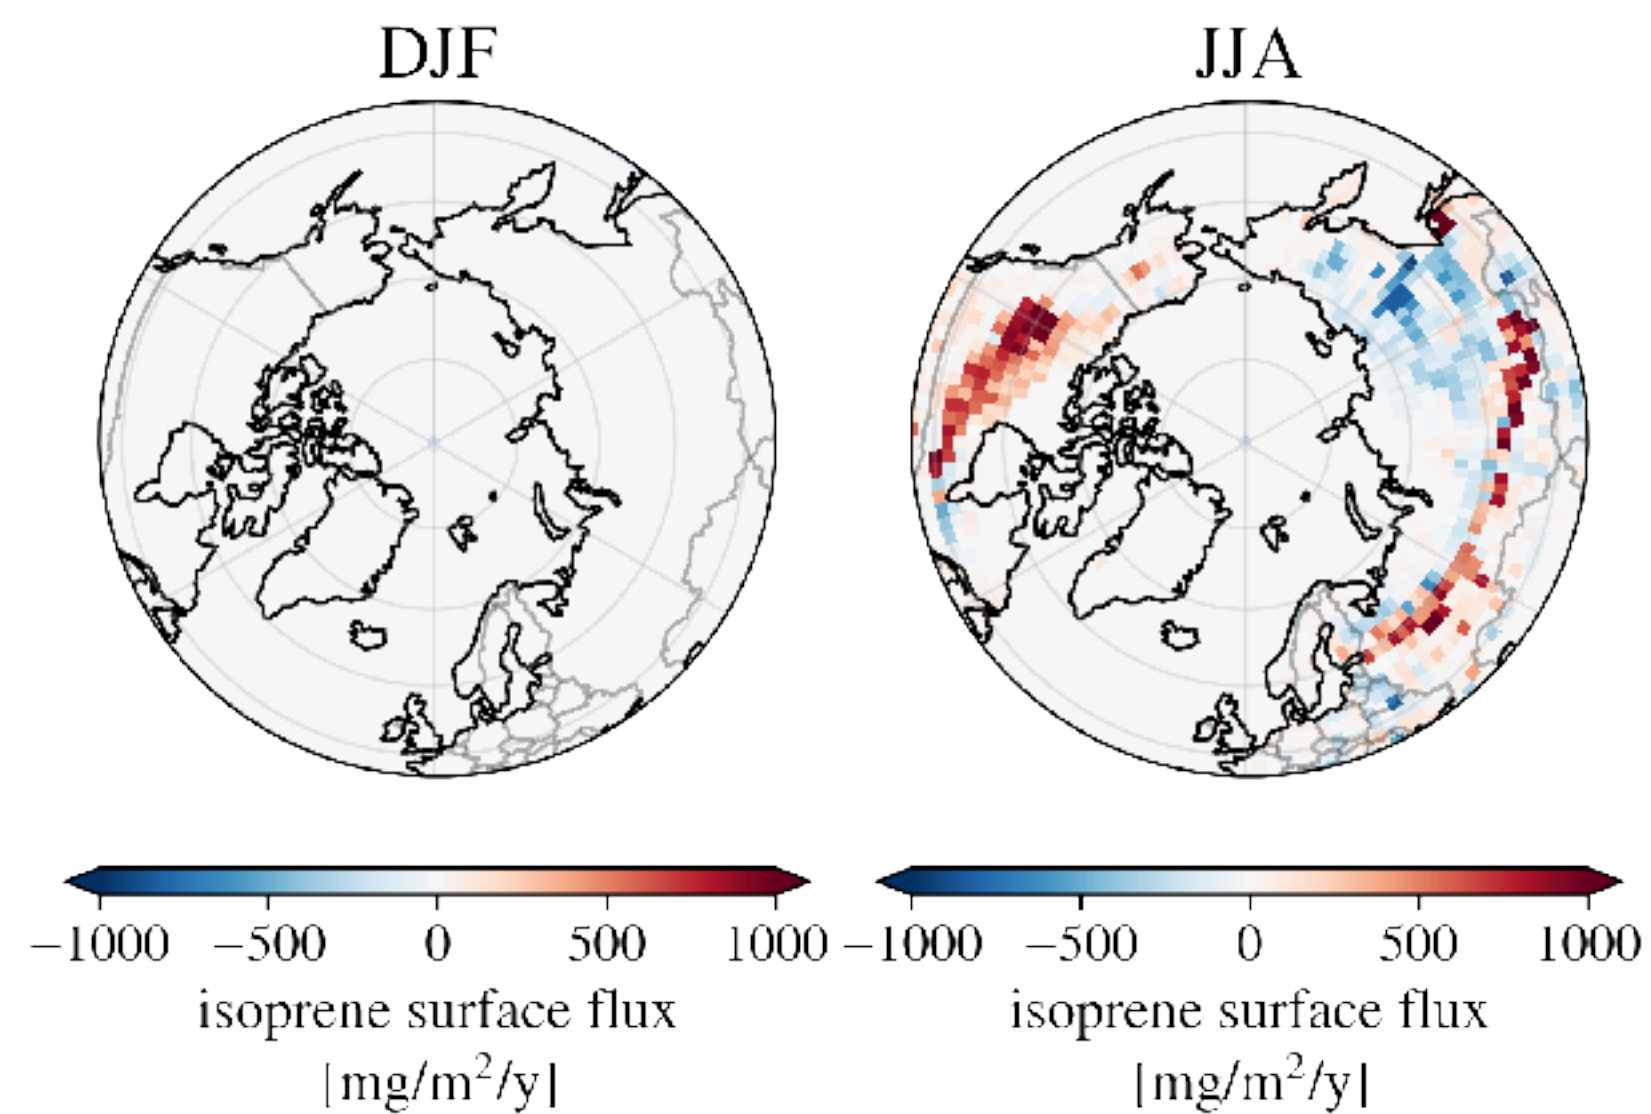 DJF
JJA
−1000 −500 0 500 1000
−1000 −500 0 500 1000
isoprene surface flux
[mg/m²/y]
isoprene surface flux
[mg/m²/y]